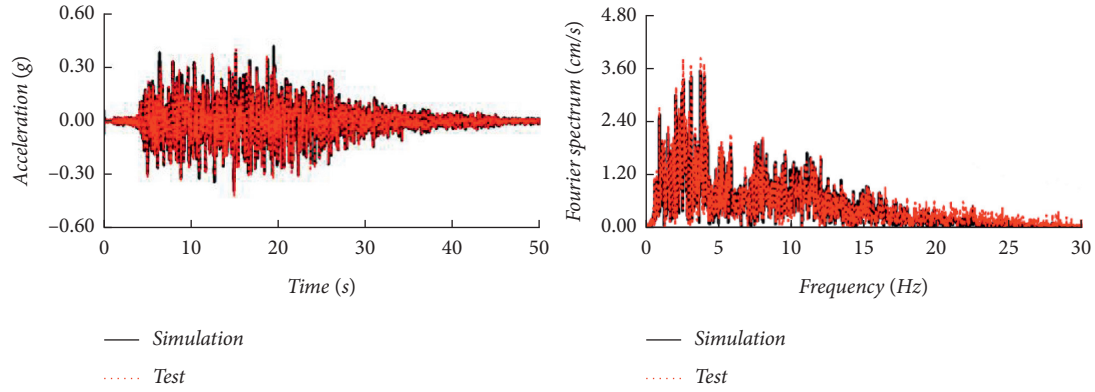 0.60
0.30
0.00
−0.30
−0.60
Acceleration (g)
0
10
20
30
40
50
Time (s)
Simulation
Test
4.80
3.60
2.40
1.20
0.00
Fourier spectrum (cm/s)
0
5
10
15
20
25
30
Frequency (Hz)
Simulation
Test